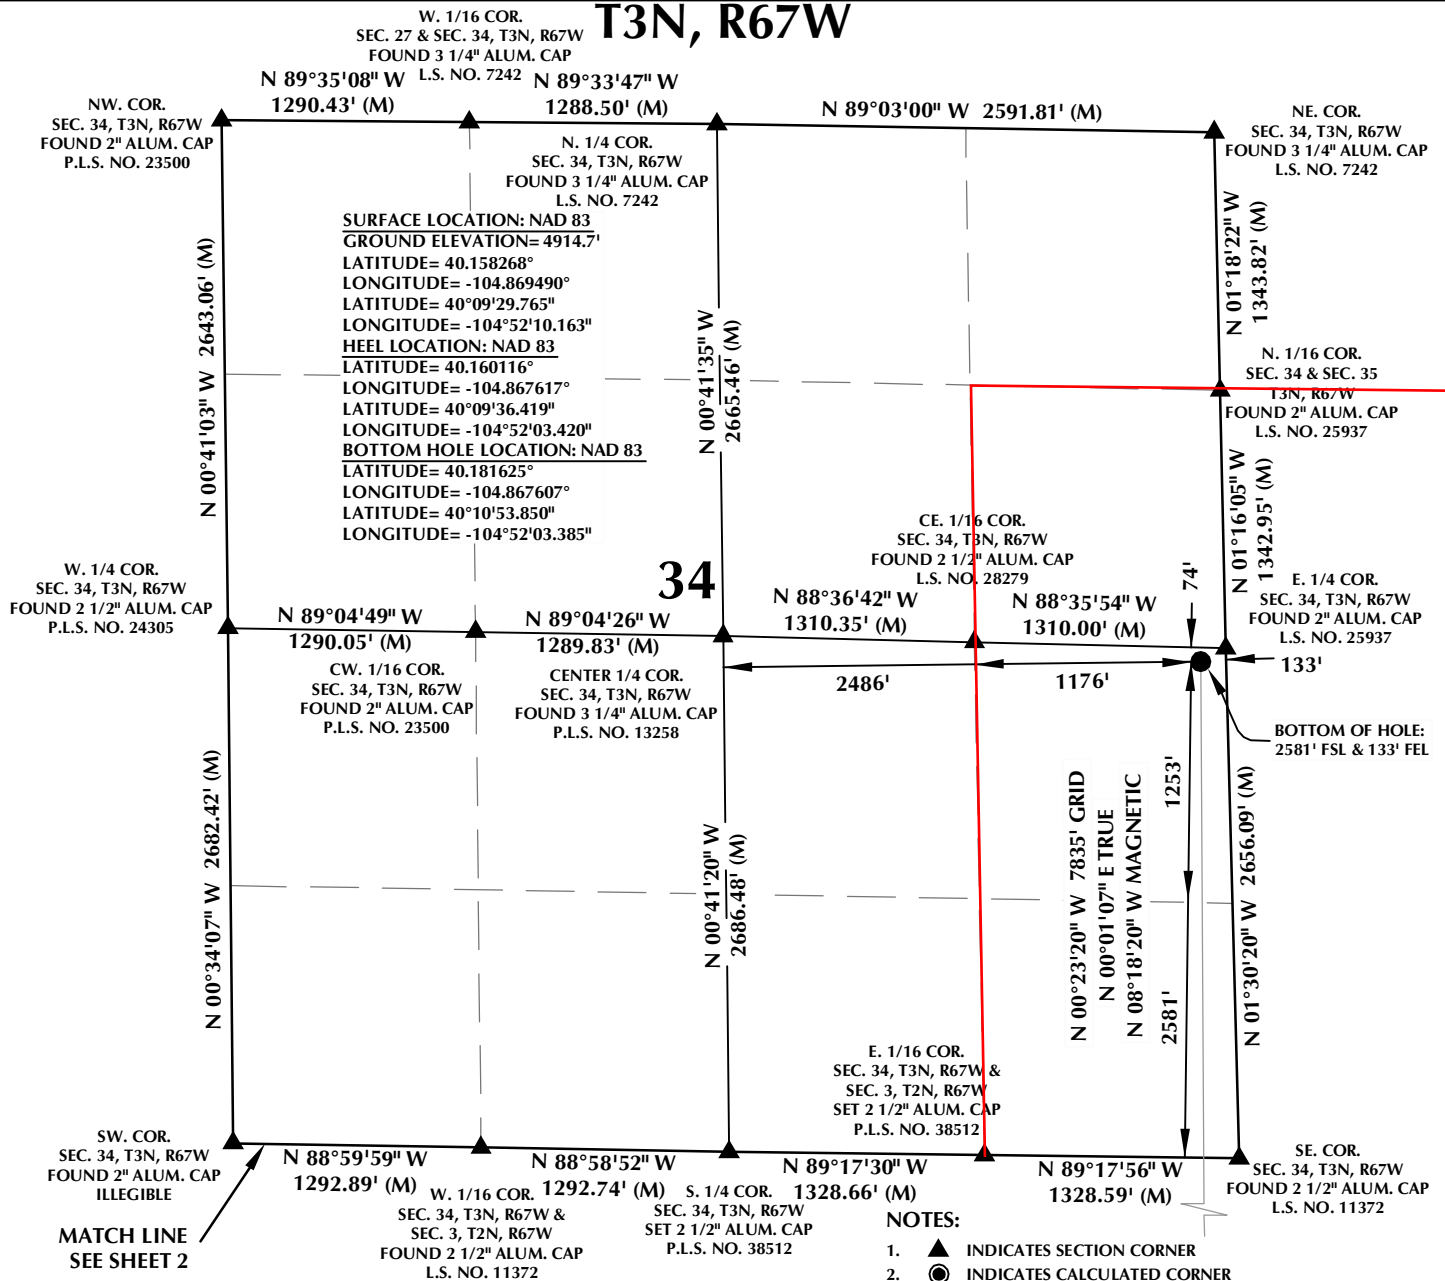 T3N, R67W
W. 1/16 COR.
SEC. 27 & SEC. 34, T3N, R67W
FOUND 3 1/4" ALUM. CAP
L.S. NO. 7242
N 89°35'08" W
1290.43' (M)
N 89°33'47" W
1288.50' (M)
N 89°03'00" W 2591.81' (M)
NW. COR.
SEC. 34, T3N, R67W
FOUND 2" ALUM. CAP
P.L.S. NO. 23500
N. 1/4 COR.
SEC. 34, T3N, R67W
FOUND 3 1/4" ALUM. CAP
L.S. NO. 7242
NE. COR.
SEC. 34, T3N, R67W
FOUND 3 1/4" ALUM. CAP
L.S. NO. 7242
SURFACE LOCATION: NAD 83
GROUND ELEVATION= 4914.7'
LATITUDE= 40.158268°
LONGITUDE= -104.869490°
LATITUDE= 40°09'29.765"
LONGITUDE= -104°52'10.163"
HEEL LOCATION: NAD 83
LATITUDE= 40.160116°
LONGITUDE= -104.867617°
LATITUDE= 40°09'36.419"
LONGITUDE= -104°52'03.420"
BOTTOM HOLE LOCATION: NAD 83
LATITUDE= 40.181625°
LONGITUDE= -104.867607°
LATITUDE= 40°10'53.850"
LONGITUDE= -104°52'03.385"
N 00°41'03" W 2643.06' (M)
N 00°41'35" W
2665.46' (M)
N 01°18'22" W
1343.82' (M)
N. 1/16 COR.
SEC. 34 & SEC. 35
T3N, R67W
FOUND 2" ALUM. CAP
L.S. NO. 25937
N 01°16'05" W
1342.95' (M)
CE. 1/16 COR.
SEC. 34, T3N, R67W
FOUND 2 1/2" ALUM. CAP
L.S. NO. 28279
34
W. 1/4 COR.
SEC. 34, T3N, R67W
FOUND 2 1/2" ALUM. CAP
P.L.S. NO. 24305
E. 1/4 COR.
SEC. 34, T3N, R67W
FOUND 2" ALUM. CAP
L.S. NO. 25937
N 89°04'49" W
1290.05' (M)
N 89°04'26" W
1289.83' (M)
N 88°36'42" W
1310.35' (M)
N 88°35'54" W
1310.00' (M)
74'
133'
2486'
1176'
CW. 1/16 COR.
SEC. 34, T3N, R67W
FOUND 2" ALUM. CAP
P.L.S. NO. 23500
CENTER 1/4 COR.
SEC. 34, T3N, R67W
FOUND 3 1/4" ALUM. CAP
P.L.S. NO. 13258
BOTTOM OF HOLE:
2581' FSL & 133' FEL
N 00°34'07" W 2682.42' (M)
N 00°41'20" W
2686.48' (M)
N 00°23'20" W 7835' GRID
N 00°01'07" E TRUE
N 08°18'20" W MAGNETIC
1253'
2581'
N 01°30'20" W 2656.09' (M)
E. 1/16 COR.
SEC. 34, T3N, R67W &
SEC. 3, T2N, R67W
SET 2 1/2" ALUM. CAP
P.L.S. NO. 38512
SW. COR.
SEC. 34, T3N, R67W
FOUND 2" ALUM. CAP
ILLEGIBLE
MATCH LINE
SEE SHEET 2
N 88°59'59" W
1292.89' (M)
N 88°58'52" W
1292.74' (M)
N 89°17'30" W
1328.66' (M)
N 89°17'56" W
1328.59' (M)
W. 1/16 COR.
SEC. 34, T3N, R67W &
SEC. 3, T2N, R67W
FOUND 2 1/2" ALUM. CAP
L.S. NO. 11372
S. 1/4 COR.
SEC. 34, T3N, R67W
SET 2 1/2" ALUM. CAP
P.L.S. NO. 38512
SE. COR.
SEC. 34, T3N, R67W
FOUND 2 1/2" ALUM. CAP
L.S. NO. 11372
NOTES:
1. INDICATES SECTION CORNER
2. INDICATES CALCULATED CORNER